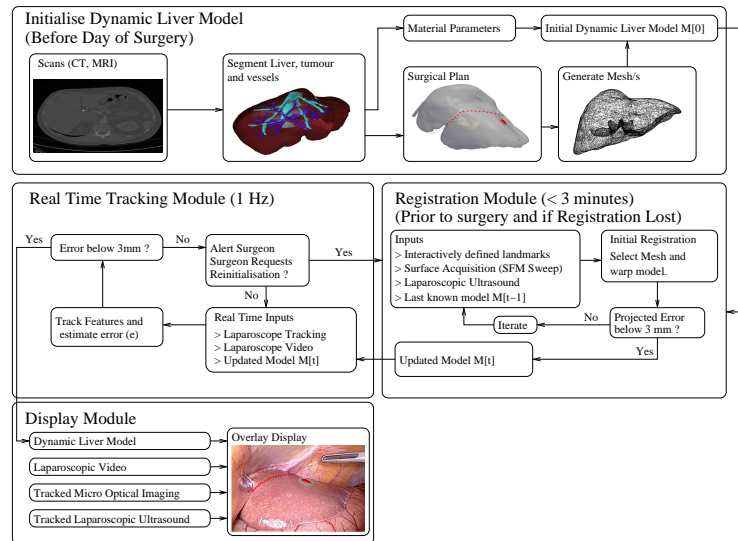 Initialise Dynamic Liver Model
(Before Day of Surgery)
Scans (CT, MRI)
Segment Liver, tumour
and vessels
Material Parameters
Initial Dynamic Liver Model M[0]
Surgical Plan
Generate Mesh/s
Real Time Tracking Module (1 Hz)
Yes
Error below 3mm ?
No
Alert Surgeon
Surgeon Requests
Reinitialisation ?
Yes
No
Track Features and
estimate error (e)
Real Time Inputs
> Laparoscope Tracking
> Laparoscope Video
> Updated Model M[t]
Registration Module (< 3 minutes)
(Prior to surgery and if Registration Lost)
Inputs
> Interactively defined landmarks
> Surface Acquisition (SFM Sweep)
> Laparoscopic Ultrasound
> Last known model M[t−1]
Initial Registration
Select Mesh and
warp model.
Iterate
No
Projected Error
below 3 mm ?
Yes
Updated Model M[t]
Display Module
Dynamic Liver Model
Laparoscopic Video
Tracked Micro Optical Imaging
Tracked Laparoscopic Ultrasound
Overlay Display